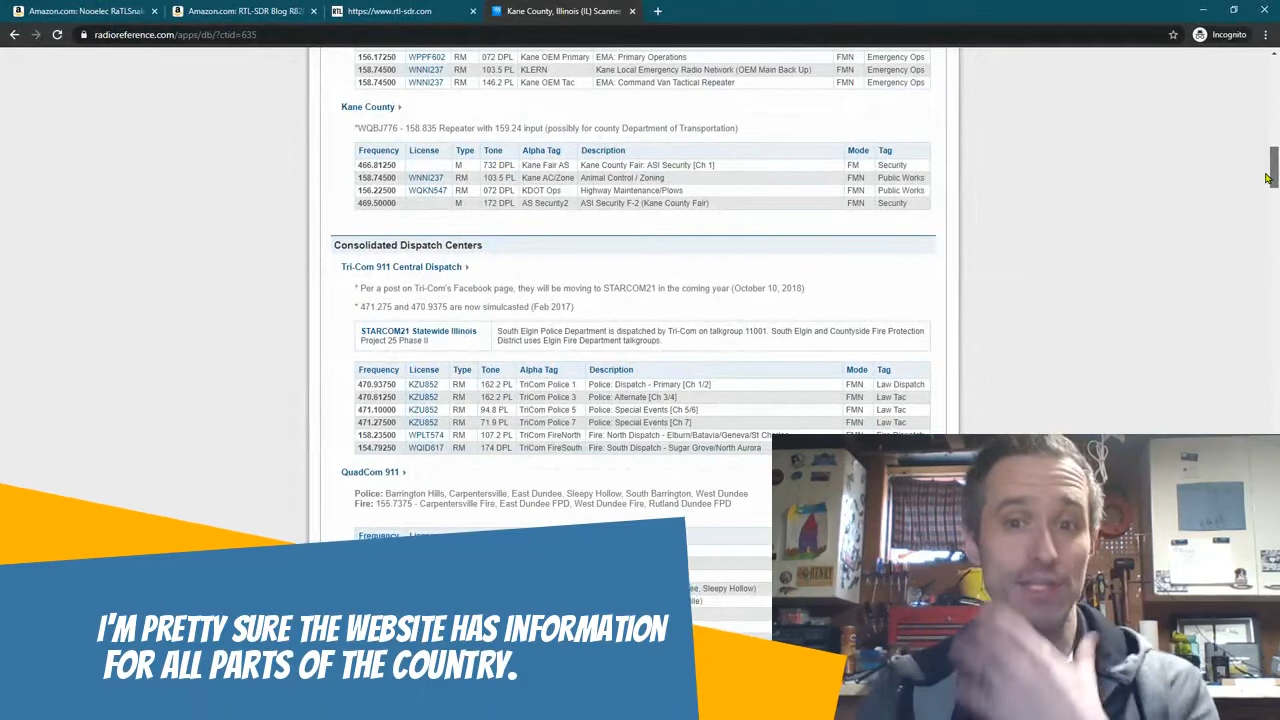 Amazon.com: Nooelec RaTLSnak
Amazon.com: RTL-SDR Blog R82
RTL https://www.rtl-sdr.com
Kane County, Illinois (IL) Scanne
radioreference.com/apps/db/?ctid=635
Incognito
156.17250 WPPF602 RM 072 DPL Kane OEM Primary EMA: Primary Operations FMN Emergency Ops
158.74500 WNNI237 RM 103.5 PL KLERN Kane Local Emergency Radio Network (OEM Main Back Up) FMN Emergency Ops
158.74500 WNNI237 RM 146.2 PL Kane OEM Tac EMA: Command Van Tactical Repeater FMN Emergency Ops
Kane County
*WQBJ776 - 158.835 Repeater with 159.24 input (possibly for county Department of Transportation)
Frequency License Type Tone Alpha Tag Description Mode Tag
466.81250 M 732 DPL Kane Fair AS Kane County Fair: ASI Security [Ch 1] FM Security
158.74500 WNNI237 RM 103.5 PL Kane AC/Zone Animal Control / Zoning FMN Public Works
156.22500 WQKN547 RM 072 DPL KDOT Ops Highway Maintenance/Plows FMN Public Works
469.50000 M 172 DPL AS Security2 ASI Security F-2 (Kane County Fair) FMN Security
Consolidated Dispatch Centers
Tri-Com 911 Central Dispatch
* Per a post on Tri-Com's Facebook page, they will be moving to STARCOM21 in the coming year (October 10, 2018)
* 471.275 and 470.9375 are now simulcasted (Feb 2017)
STARCOM21 Statewide Illinois
Project 25 Phase II
South Elgin Police Department is dispatched by Tri-Com on talkgroup 11001. South Elgin and Countyside Fire Protection
District uses Elgin Fire Department talkgroups.
Frequency License Type Tone Alpha Tag Description Mode Tag
470.93750 KZU852 RM 162.2 PL TriCom Police 1 Police: Dispatch - Primary [Ch 1/2] FMN Law Dispatch
470.61250 KZU852 RM 162.2 PL TriCom Police 3 Police: Alternate [Ch 3/4] FMN Law Tac
471.10000 KZU852 RM 94.8 PL TriCom Police 5 Police: Special Events [Ch 5/6] FMN Law Tac
471.27500 KZU852 RM 71.9 PL TriCom Police 7 Police: Special Events [Ch 7] FMN Law Tac
158.23500 WPLT574 RM 107.2 PL TriCom FireNorth Fire: North Dispatch - Elburn/Batavia/Geneva/St
154.79250 WQID617 RM 174 DPL TriCom FireSouth Fire: South Dispatch - Sugar Grove/North Aurora
QuadCom 911
Police: Barrington Hills, Carpentersville, East Dundee, Sleepy Hollow, South Barrington, West Dundee
Fire: 155.7375 - Carpentersville Fire, East Dundee FPD, West Dundee Fire, Rutland Dundee FPD
Frequency
Sleepy Hollow)
I'M PRETTY SURE THE WEBSITE HAS INFORMATION
FOR ALL PARTS OF THE COUNTRY.